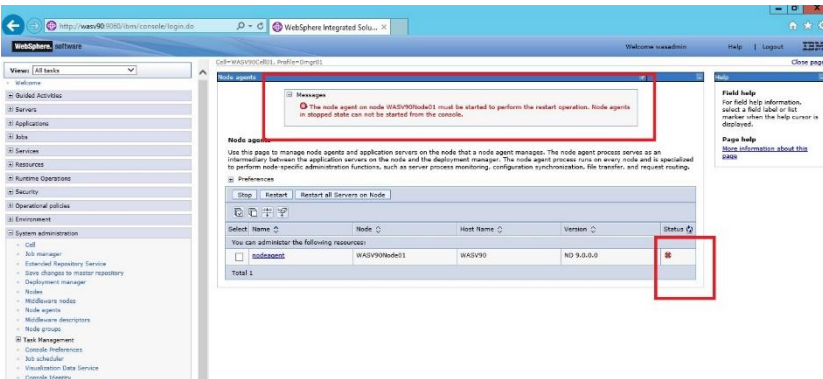 http://wasv90:9060/ibm/console/login.do
WebSphere Integrated Solu...
WebSphere. software
Welcome wasadmin
Help | Logout
IBM
View: All tasks
Cell=WASV90Cell01, Profile=Dmgr01
Close page
Welcome
Guided Activities
Servers
Applications
Jobs
Services
Resources
Runtime Operations
Security
Operational policies
Environment
System administration
Cell
Job manager
Extended Repository Service
Save changes to master repository
Deployment manager
Nodes
Middleware nodes
Node agents
Middleware descriptors
Node groups
Task Management
Console Preferences
Job scheduler
Visualization Data Service
Console Identity
Node agents
Messages
The node agent on node WASV90Node01 must be started to perform the restart operation. Node agents
in stopped state can not be started from the console.
Node agents
Use this page to manage node agents and application servers on the node that a node agent manages. The node agent process serves as an
intermediary between the application servers on the node and the deployment manager. The node agent process runs on every node and is specialized
to perform node-specific administration functions, such as server process monitoring, configuration synchronization, file transfer, and request routing.
Preferences
Stop Restart Restart all Servers on Node
Select Name Node Host Name Version Status
You can administer the following resources:
nodeagent WASV90Node01 WASV90 ND 9.0.0.0
Total 1
Help
Field help
For field help information,
select a field label or list
marker when the help cursor is
displayed.
Page help
More information about this
page